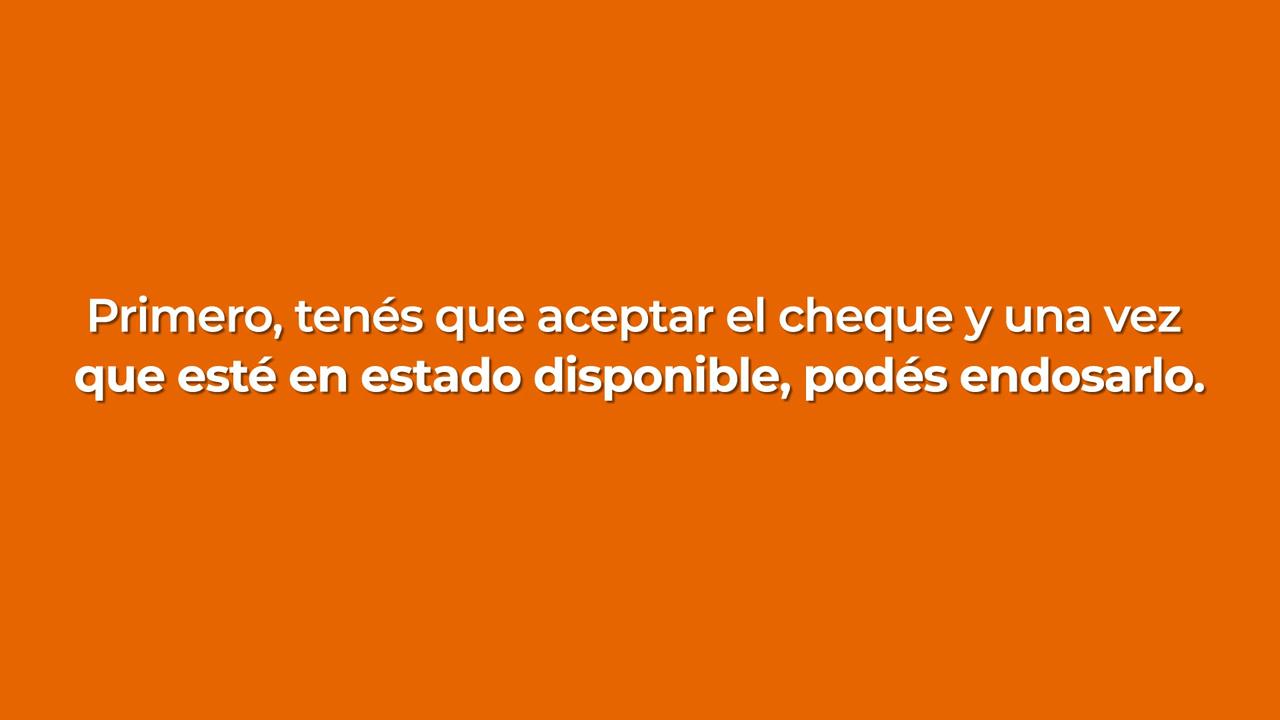 Primero, tenés que aceptar el cheque y una vez
que esté en estado disponible, podés endosarlo.